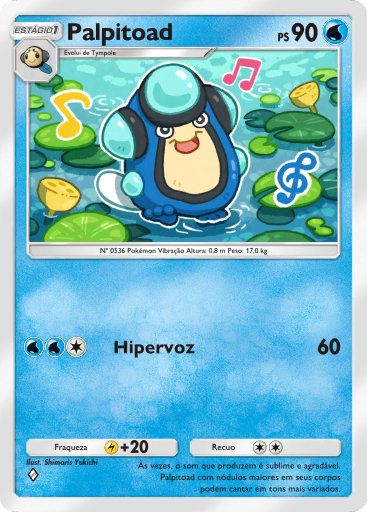 ESTÁGIO 1
Palpitoad
PS 90
Evolui de Tympole
Nº 0536 Pokémon Vibração Altura: 0,8 m Peso: 17,0 kg
Hipervoz 60
Fraqueza +20 Recuo
Ilust. Shimaris Yukichi
Às vezes, o som que produzem é sublime e agradável.
Palpitoad com nódulos maiores em seus corpos
podem cantar em tons mais variados.